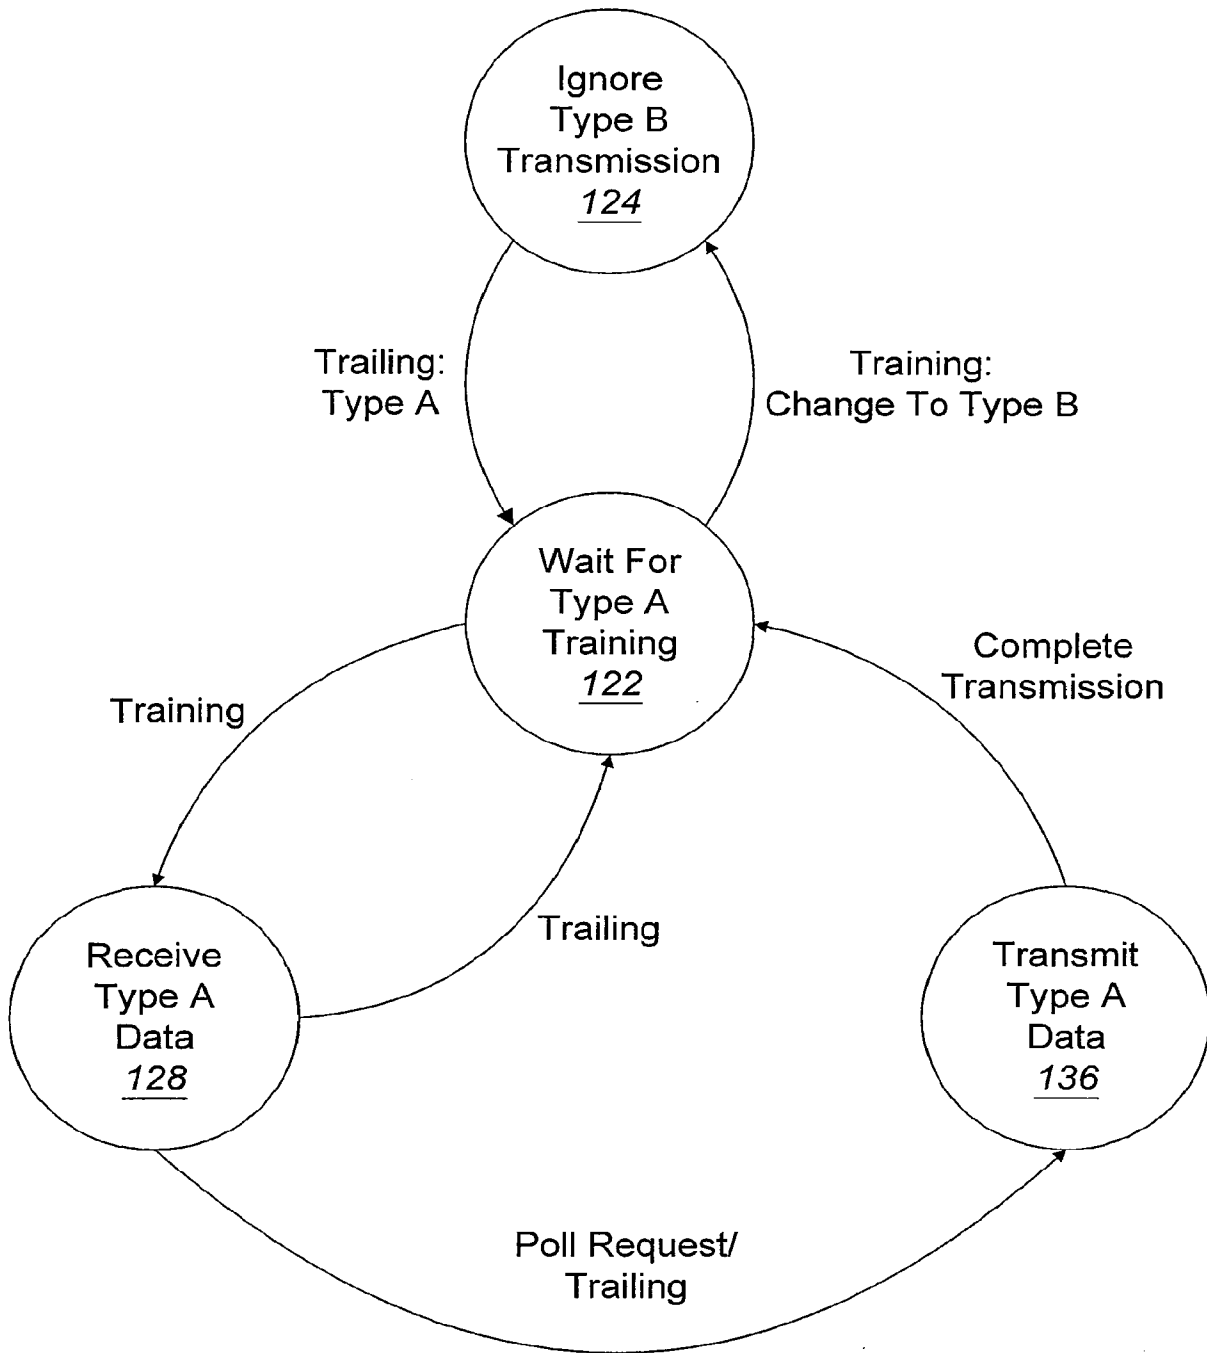 Ignore
Type B
Transmission
124
Trailing:
Type A
Training:
Change To Type B
Wait For
Type A
Training
122
Complete
Transmission
Training
Trailing
Receive
Type A
Data
128
Transmit
Type A
Data
136
Poll Request/
Trailing